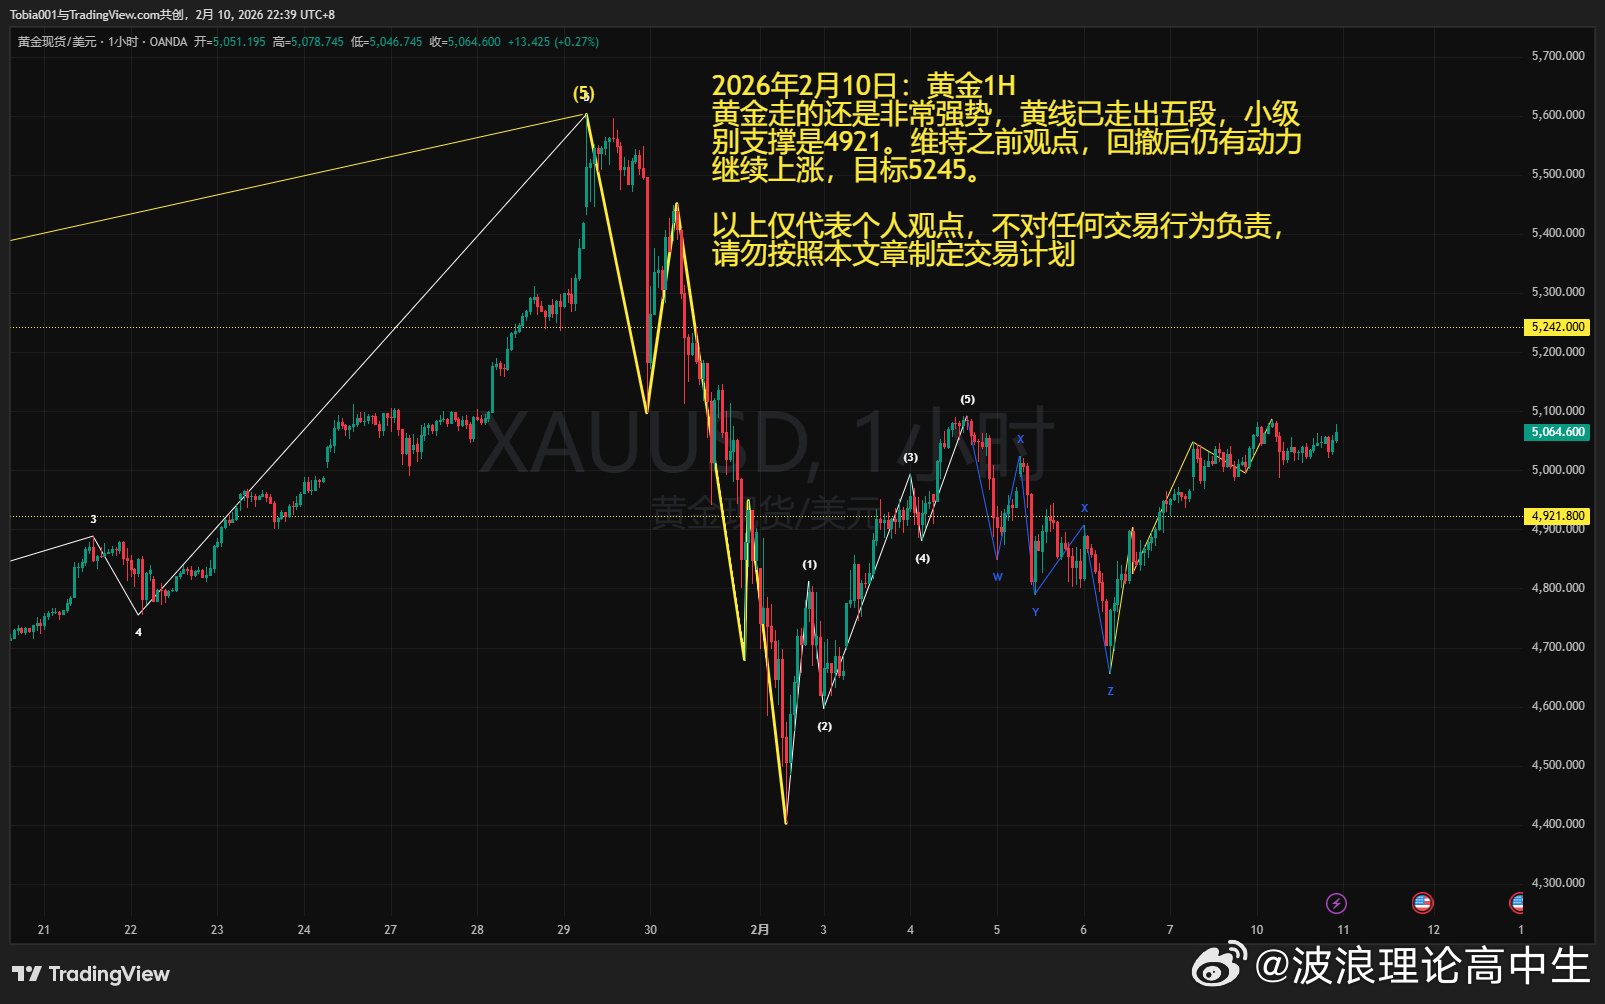 Tobia001与TradingView.com共创，2月 10, 2026 22:39 UTC+8
黄金现货/美元 · 1小时 · OANDA 开=5,051.195 高=5,078.745 低=5,046.745 收=5,064.600 +13.425 (+0.27%)
2026年2月10日：黄金1H
黄金走的还是非常强势，黄线已走出五段，小级
别支撑是4921。维持之前观点，回撤后仍有动力
继续上涨，目标5245。
以上仅代表个人观点，不对任何交易行为负责，
请勿按照本文章制定交易计划
XAUUSD, 1小时
黄金现货/美元
(5)
3
4
(1)
(2)
(3)
(4)
(5)
W
X
Y
X
Z
5,700.000
5,600.000
5,500.000
5,400.000
5,300.000
5,242.000
5,200.000
5,100.000
5,064.600
5,000.000
4,921.800
4,900.000
4,800.000
4,700.000
4,600.000
4,500.000
4,400.000
4,300.000
21 22 23 24 27 28 29 30 2月 3 4 5 6 7 10 11 12 1
TradingView
@波浪理论高中生